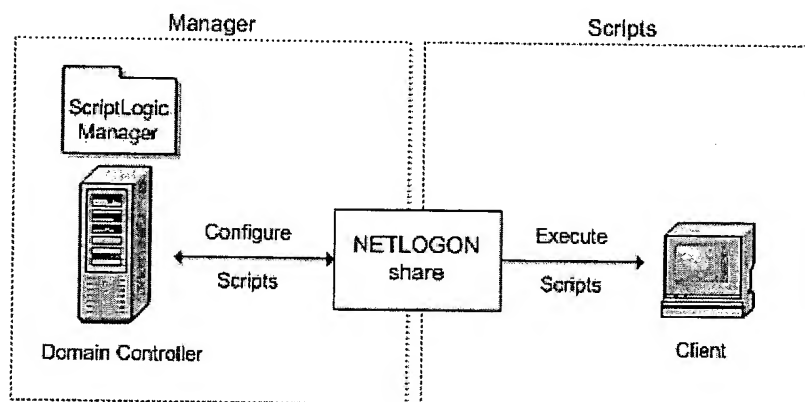 Manager
Scripts
ScriptLogic
Manager
Configure
Scripts
NETLOGON
share
Execute
Scripts
Domain Controller
Client